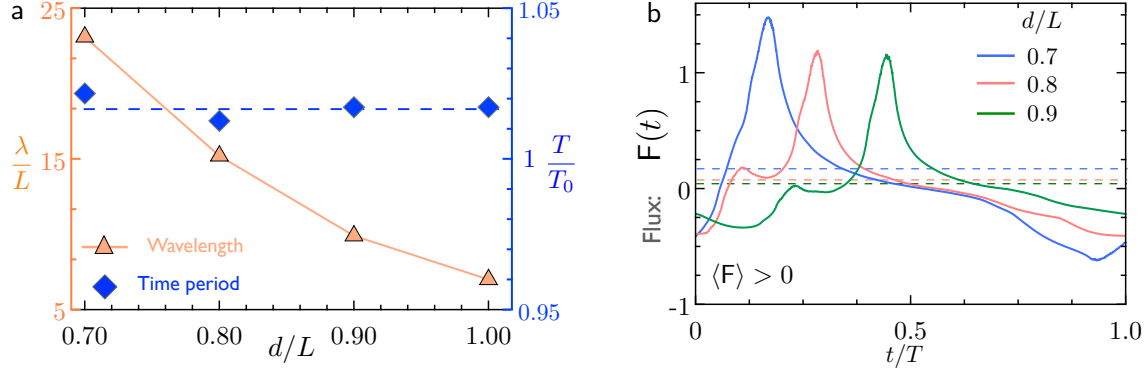 a
25
15
5
λ/L
0.70
0.80
0.90
1.00
d/L
1.05
1
0.95
T/T₀
Wavelength
Time period
b
1
0
-1
Flux: F(t)
d/L
0.7
0.8
0.9
⟨F⟩ > 0
0
0.5
1.0
t/T